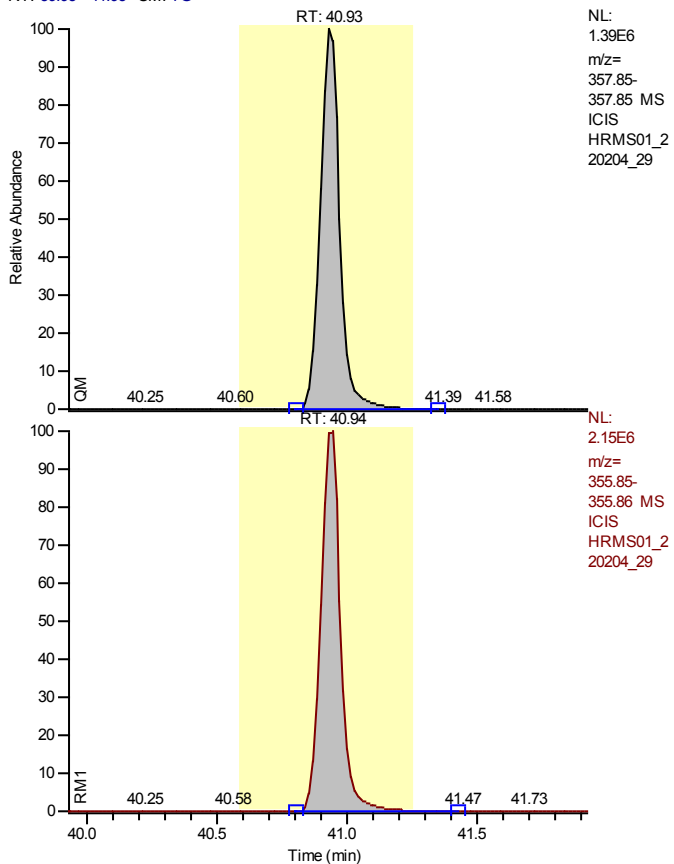 RT: 40.93
NL:
1.39E6
m/z=
357.85-
357.85 MS
ICIS
HRMS01_2
20204_29
100
90
80
70
60
50
40
30
20
10
0
Relative Abundance
QM
40.25 40.60 41.39 41.58
RT: 40.94
NL:
2.15E6
m/z=
355.85-
355.86 MS
ICIS
HRMS01_2
20204_29
100
90
80
70
60
50
40
30
20
10
0
RM1
40.25 40.58 41.47 41.73
40.0 40.5 41.0 41.5
Time (min)